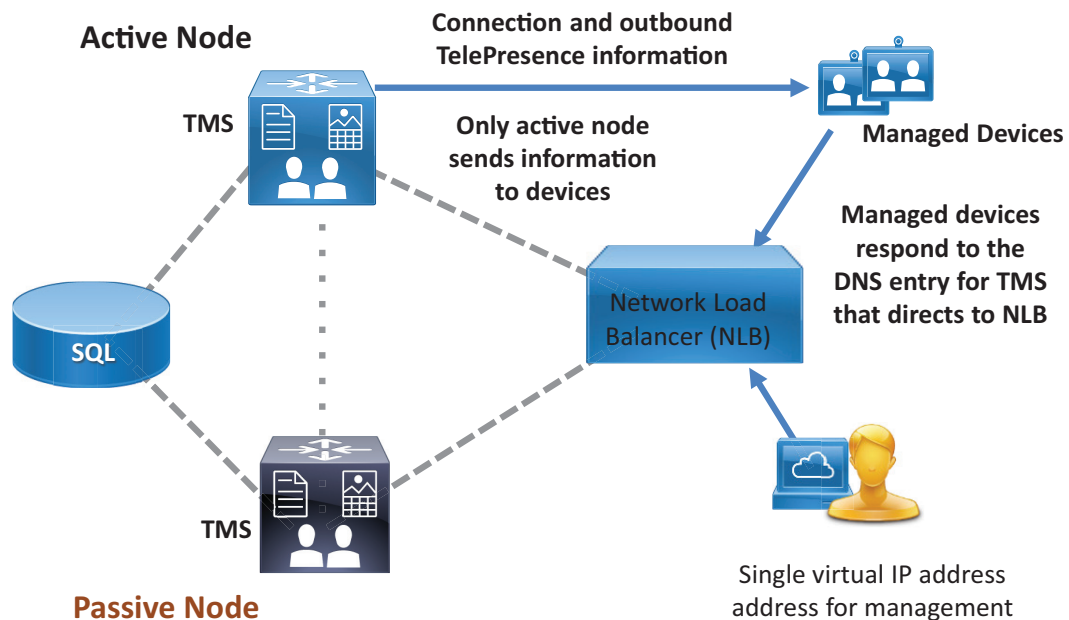 Active Node
Connection and outbound
TelePresence information
TMS
Only active node
sends information
to devices
Managed Devices
Managed devices
respond to the
DNS entry for TMS
that directs to NLB
Network Load
Balancer (NLB)
SQL
TMS
Passive Node
Single virtual IP address
address for management